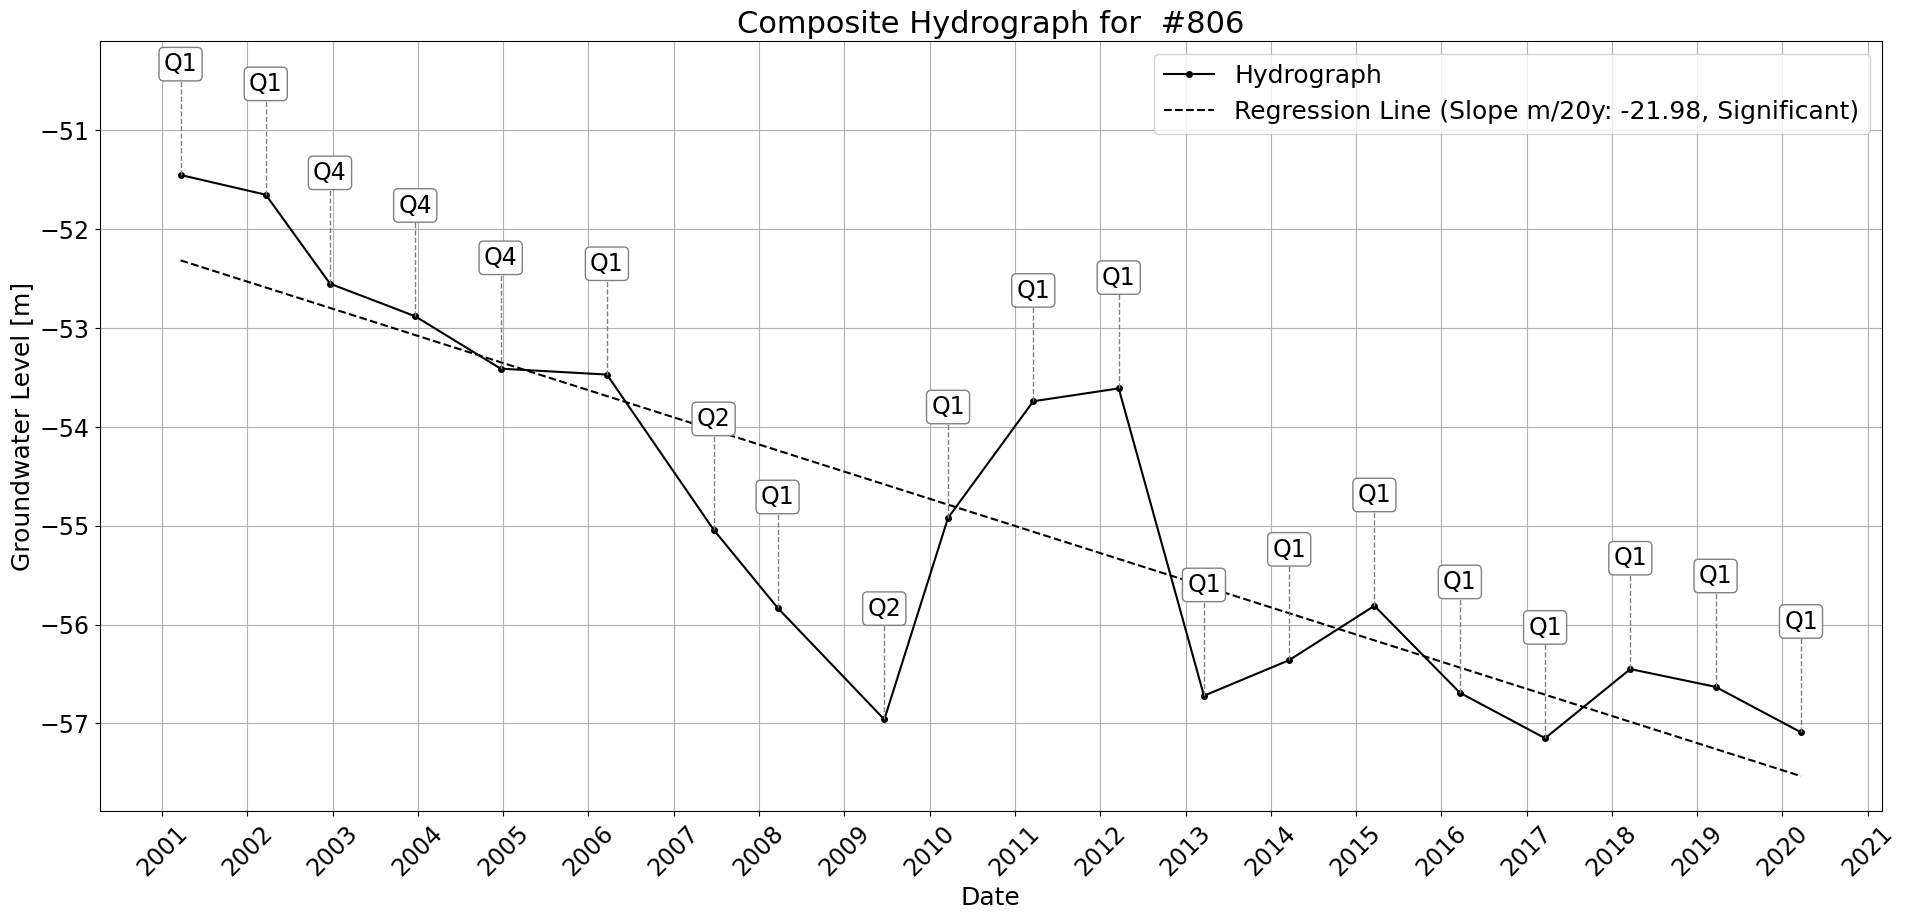 Composite Hydrograph for  #806
Hydrograph
Regression Line (Slope m/20y: -21.98, Significant)
Groundwater Level [m]
−51
−52
−53
−54
−55
−56
−57
Q1
Q1
Q4
Q4
Q4
Q1
Q2
Q1
Q2
Q1
Q1
Q1
Q1
Q1
Q1
Q1
Q1
Q1
Q1
Q1
2001
2002
2003
2004
2005
2006
2007
2008
2009
2010
2011
2012
2013
2014
2015
2016
2017
2018
2019
2020
2021
Date